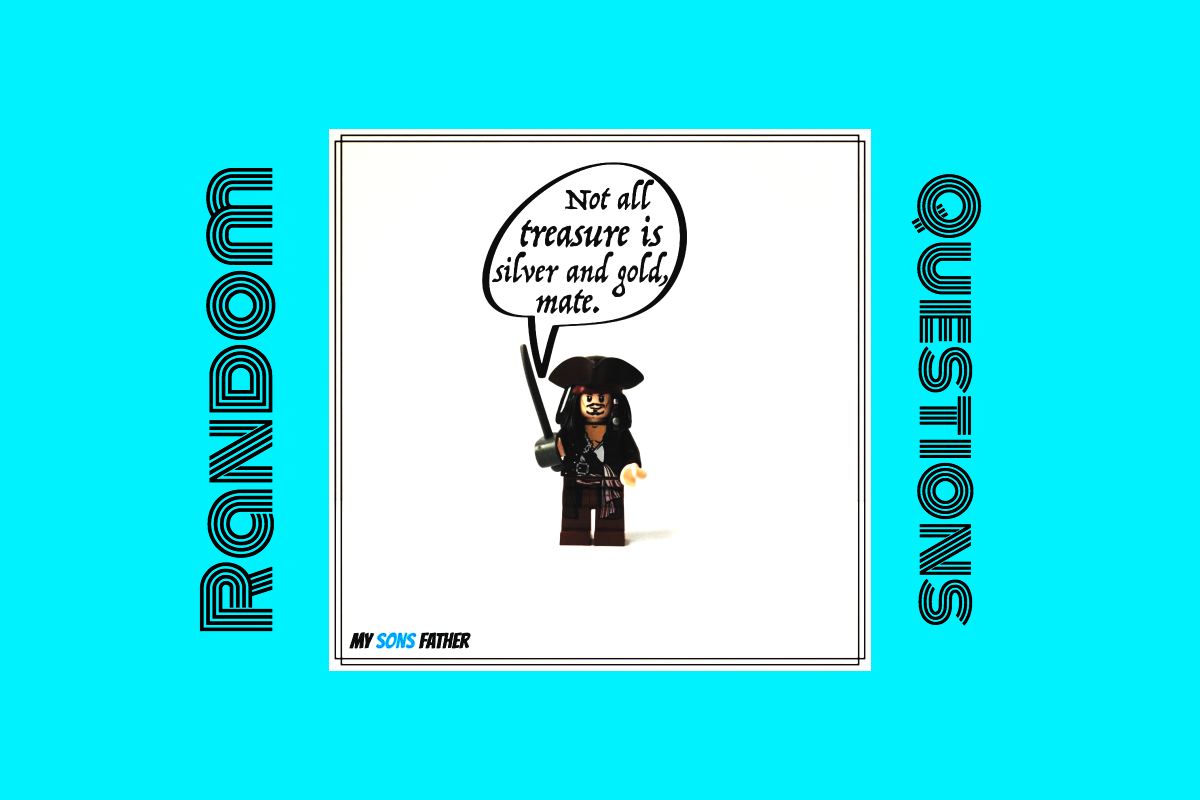 Random
Not all
treasure is
silver and gold,
mate.
MY SONS FATHER
Questions